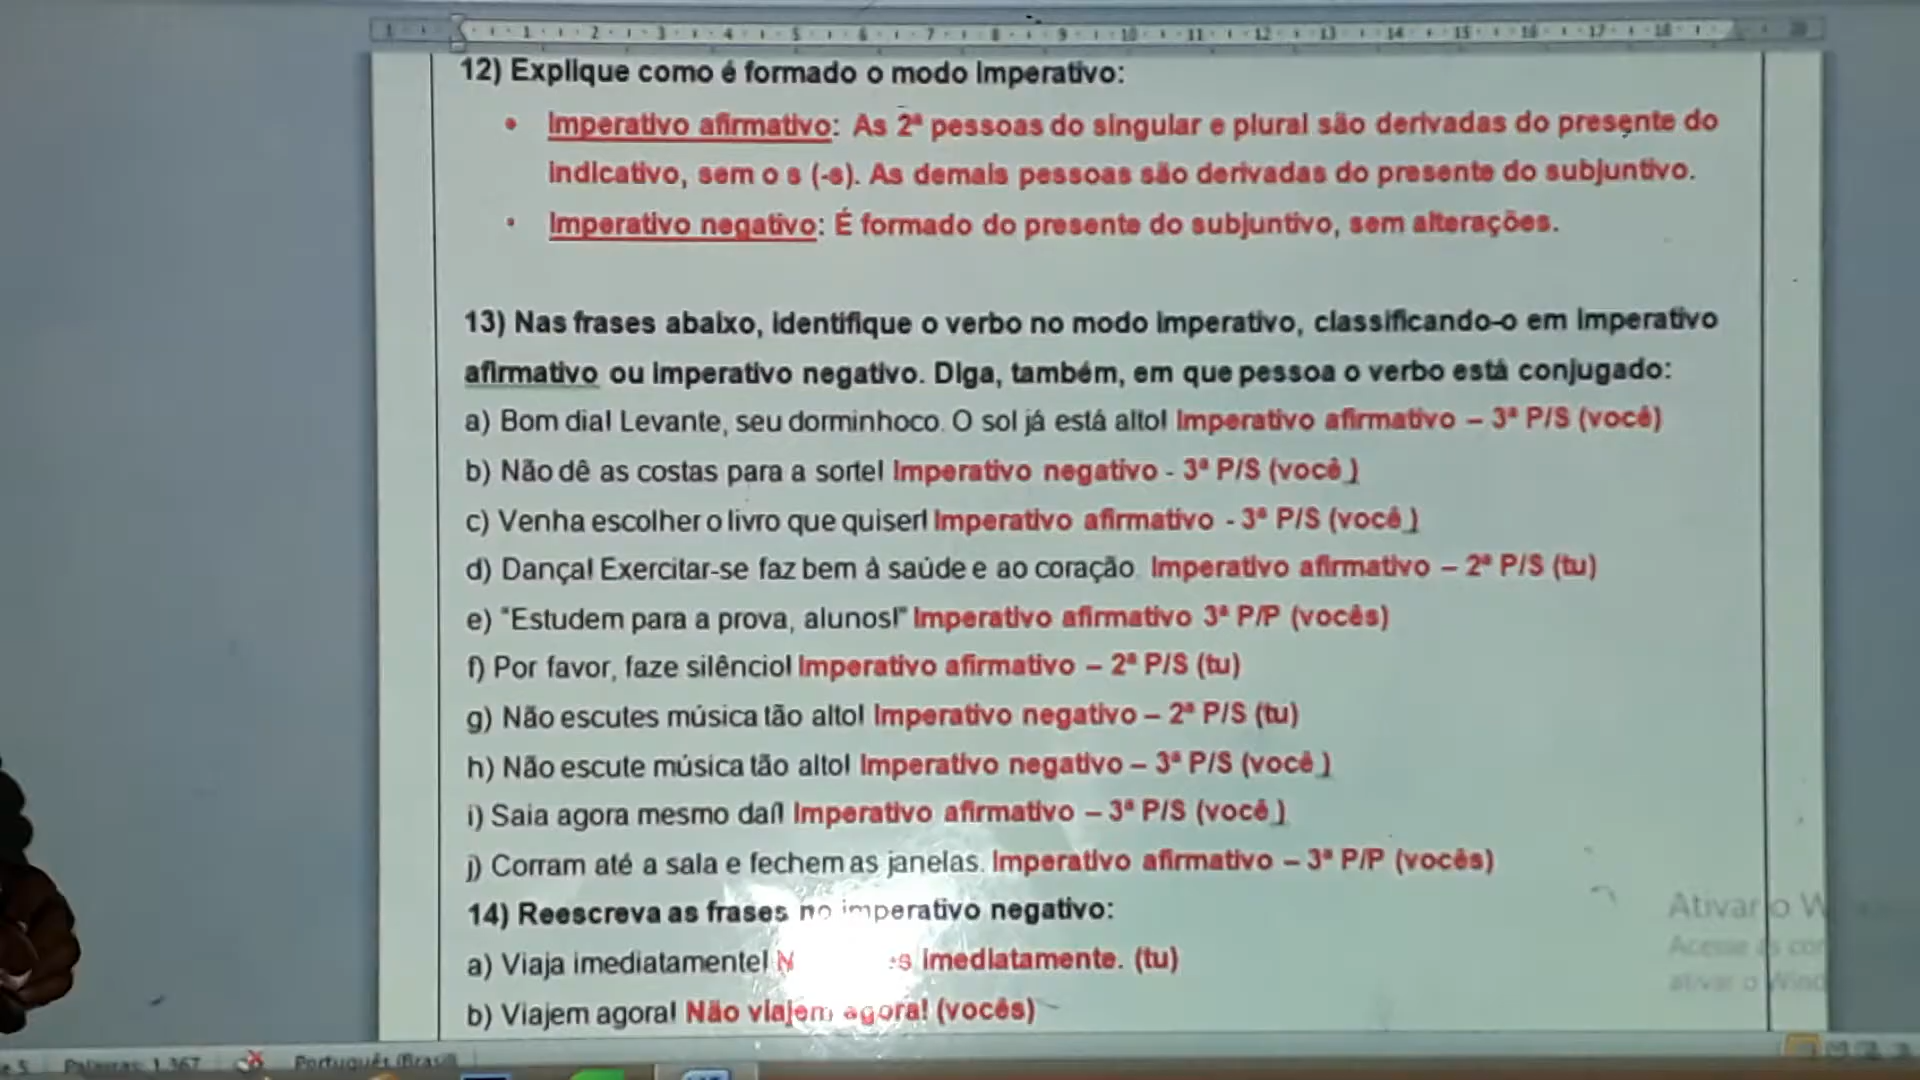 12) Explique como é formado o modo imperativo:
• Imperativo afirmativo: As 2ª pessoas do singular e plural são derivadas do presente do
indicativo, sem o s (-s). As demais pessoas são derivadas do presente do subjuntivo.
• Imperativo negativo: É formado do presente do subjuntivo, sem alterações.
13) Nas frases abaixo, identifique o verbo no modo imperativo, classificando-o em imperativo
afirmativo ou imperativo negativo. Diga, também, em que pessoa o verbo está conjugado:
a) Bom dia! Levante, seu dorminhoco. O sol já está alto! Imperativo afirmativo – 3ª P/S (você)
b) Não dê as costas para a sorte! Imperativo negativo - 3ª P/S (você )
c) Venha escolher o livro que quiser! Imperativo afirmativo - 3ª P/S (você )
d) Dança! Exercitar-se faz bem à saúde e ao coração. Imperativo afirmativo – 2ª P/S (tu)
e) "Estudem para a prova, alunos!" Imperativo afirmativo 3ª P/P (vocês)
f) Por favor, faze silêncio! Imperativo afirmativo – 2ª P/S (tu)
g) Não escutes música tão alto! Imperativo negativo – 2ª P/S (tu)
h) Não escute música tão alto! Imperativo negativo – 3ª P/S (você )
i) Saia agora mesmo daí! Imperativo afirmativo – 3ª P/S (você )
j) Corram até a sala e fechem as janelas. Imperativo afirmativo – 3ª P/P (vocês)
14) Reescreva as frases no imperativo negativo:
a) Viaja imediatamente! imediatamente. (tu)
b) Viajem agora! Não viajem agora! (vocês)
Ativar o
Acesse as
ativar o
Palavras: 1.367 Português (Brasil